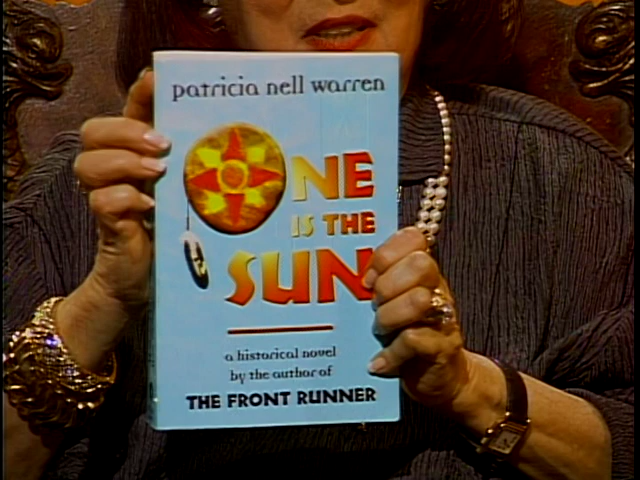 patricia nell warren
ONE
IS THE
SUN
a historical novel
by the author of
THE FRONT RUNNER